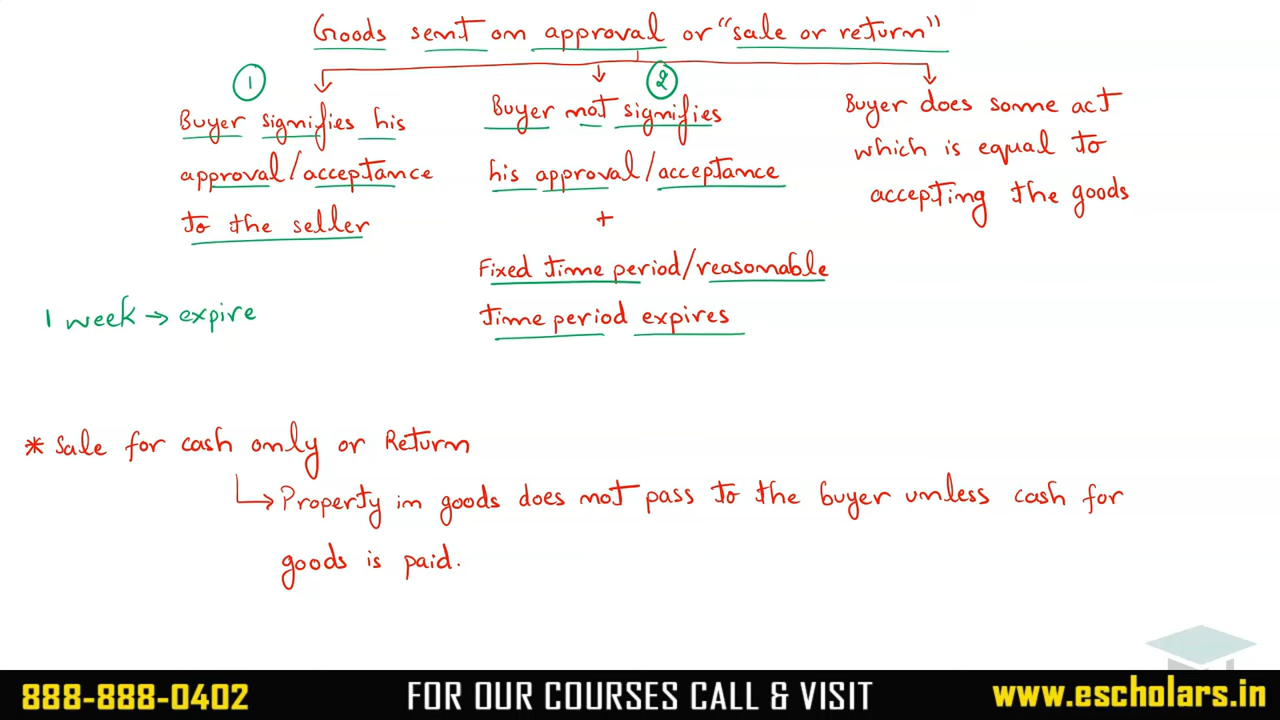 Goods sent on approval or "sale or return"
1
Buyer signifies his
approval/acceptance
to the seller
2
Buyer not signifies
his approval/acceptance
+
Fixed time period/reasonable
time period expires
Buyer does some act
which is equal to
accepting the goods
1 week → expire
* Sale for cash only or Return
Property in goods does not pass to the buyer unless cash for
goods is paid.
888-888-0402
FOR OUR COURSES CALL & VISIT
www.escholars.in